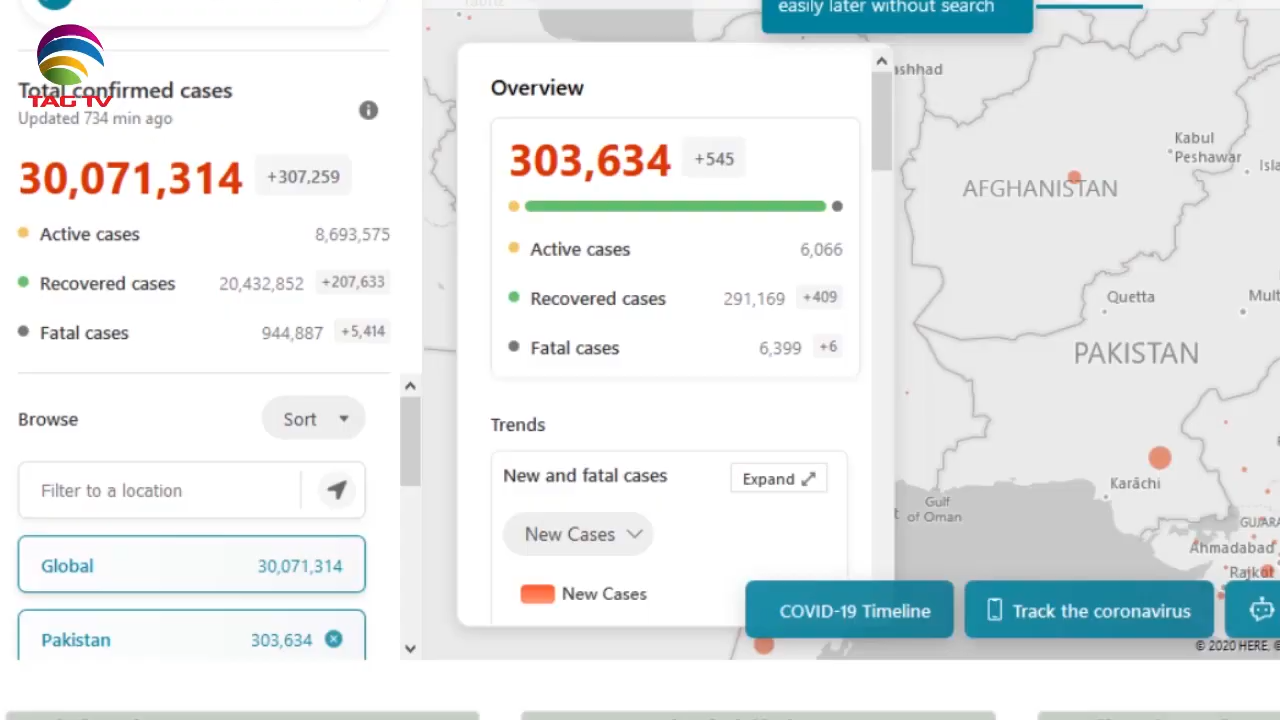 easily later without search
TAG TV
Total confirmed cases
Updated 734 min ago
30,071,314 +307,259
Active cases 8,693,575
Recovered cases 20,432,852 +207,633
Fatal cases 944,887 +5,414
Browse Sort
Filter to a location
Global 30,071,314
Pakistan 303,634
Overview
303,634 +545
Active cases 6,066
Recovered cases 291,169 +409
Fatal cases 6,399 +6
Trends
New and fatal cases Expand
New Cases
New Cases
ashhad
Kabul
Peshawar
Isla
AFGHANISTAN
Quetta
Mult
PAKISTAN
Karāchi
Gulf
of Oman
GUJARA
Ahmadabad
Rajkot
COVID-19 Timeline
Track the coronavirus
© 2020 HERE, ©